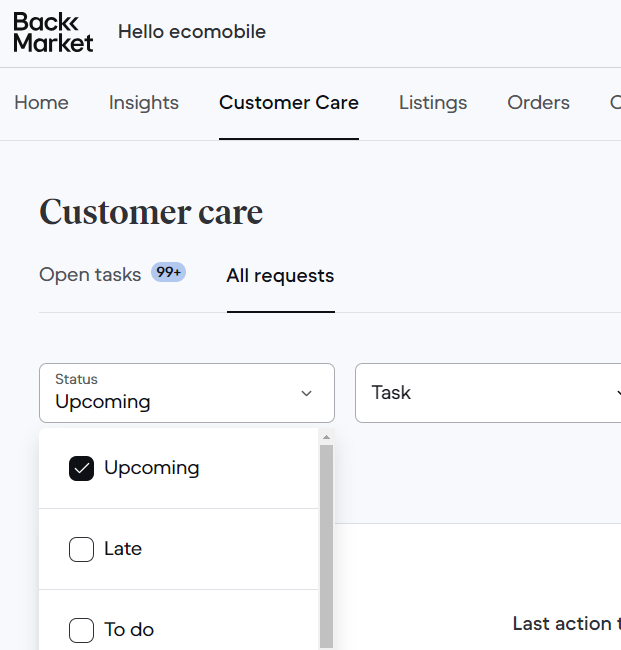 Back
Market
Hello ecomobile
Home Insights Customer Care Listings Orders
Customer care
Open tasks 99+ All requests
Status
Upcoming
Task
Upcoming
Late
To do
Last action